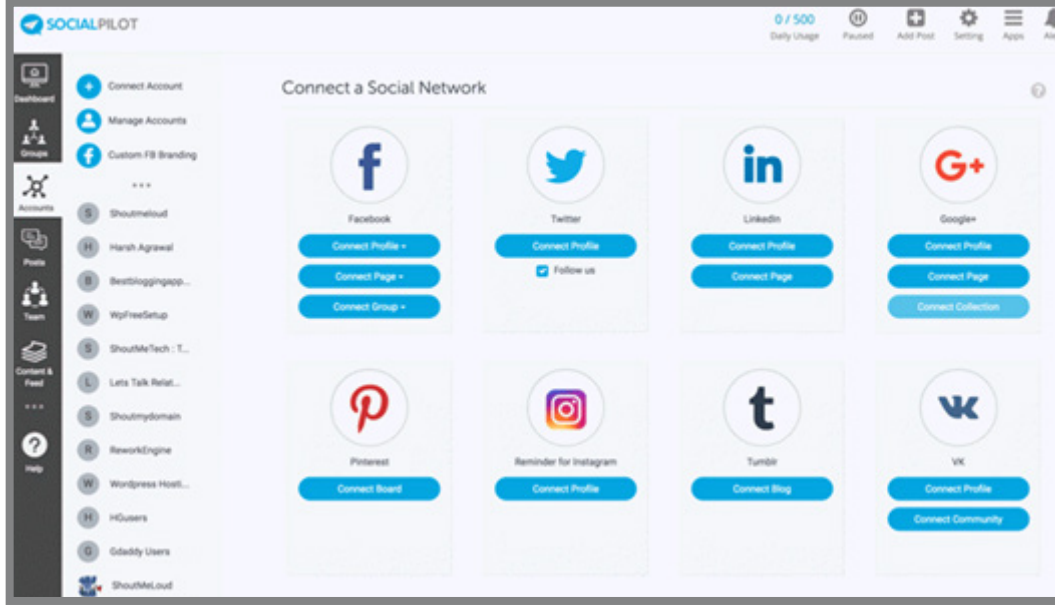 SOCIALPILOT
0 / 500
Daily Usage
Paused
Add Post
Setting
Apps
Dashboard
Groups
Accounts
Posts
Team
Content &
Feed
Help
Connect Account
Manage Accounts
Custom FB Branding
Shoutmeloud
Harsh Agrawal
Bestbloggingapp...
WpFreeSetup
ShoutMeTech : T...
Lets Talk Relat...
Shoutmydomain
ReworkEngine
Wordpress Hosti...
HGusers
Gdaddy Users
ShoutMeLoud
S
H
B
W
S
L
S
R
W
H
G
Connect a Social Network
?
f
Facebook
Connect Profile
Connect Page
Connect Group
Twitter
Connect Profile
Follow us
in
LinkedIn
Connect Profile
Connect Page
G+
Google+
Connect Profile
Connect Page
Connect Collection
Pinterest
Connect Board
Reminder for Instagram
Connect Profile
t
Tumblr
Connect Blog
VK
Connect Profile
Connect Community